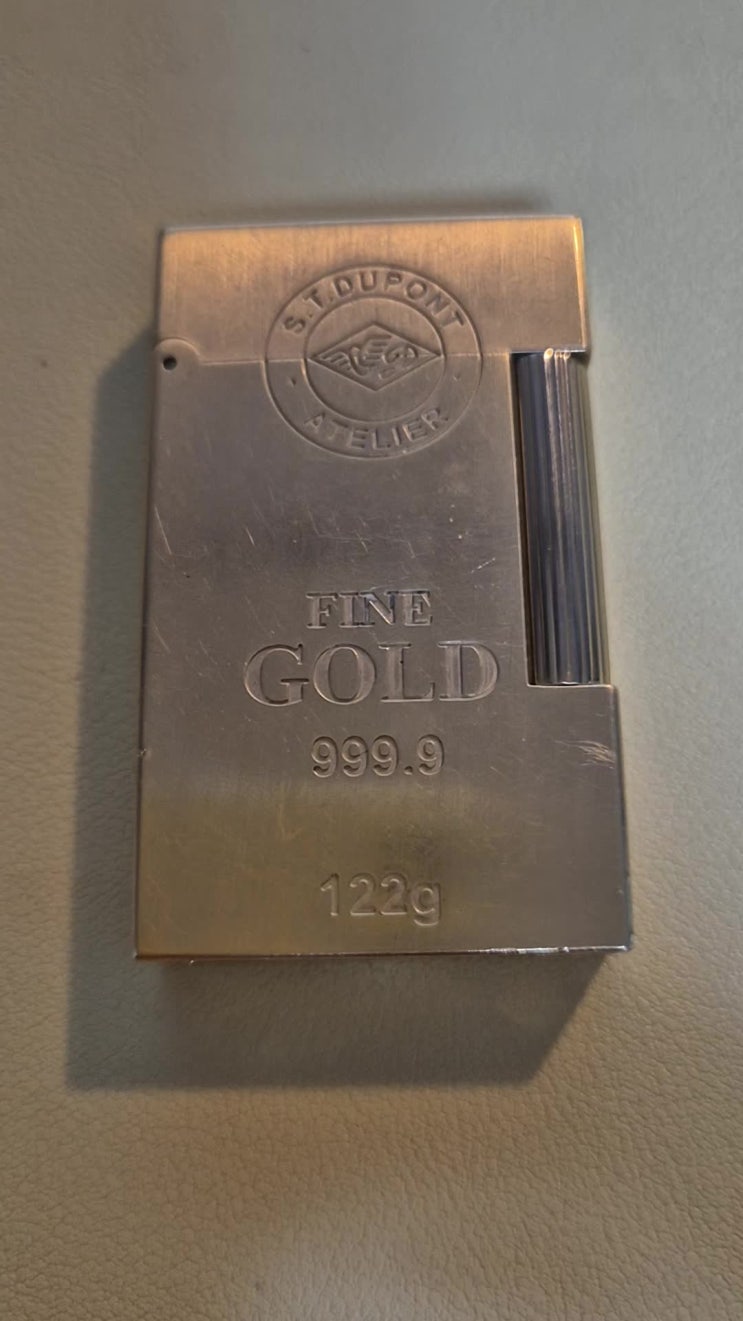 S.T.DUPONT
ATELIER
FINE
GOLD
999.9
122g